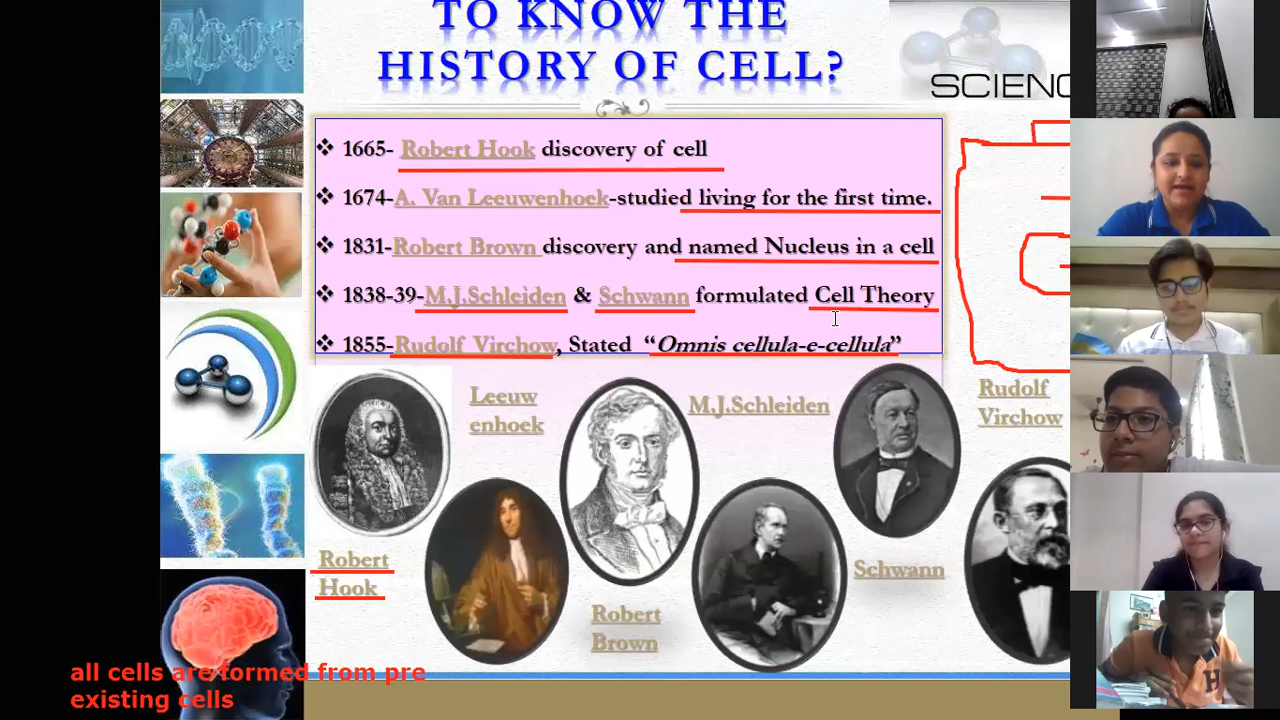 TO KNOW THE
HISTORY OF CELL?
SCIENC
❖ 1665- Robert Hook discovery of cell
❖ 1674-A. Van Leeuwenhoek-studied living for the first time.
❖ 1831-Robert Brown discovery and named Nucleus in a cell
❖ 1838-39-M.J.Schleiden & Schwann formulated Cell Theory
❖ 1855-Rudolf Virchow, Stated “Omnis cellula-e-cellula”
Leeuw
enhoek
M.J.Schleiden
Rudolf
Virchow
Robert
Hook
Schwann
Robert
Brown
all cells are formed from pre
existing cells
H